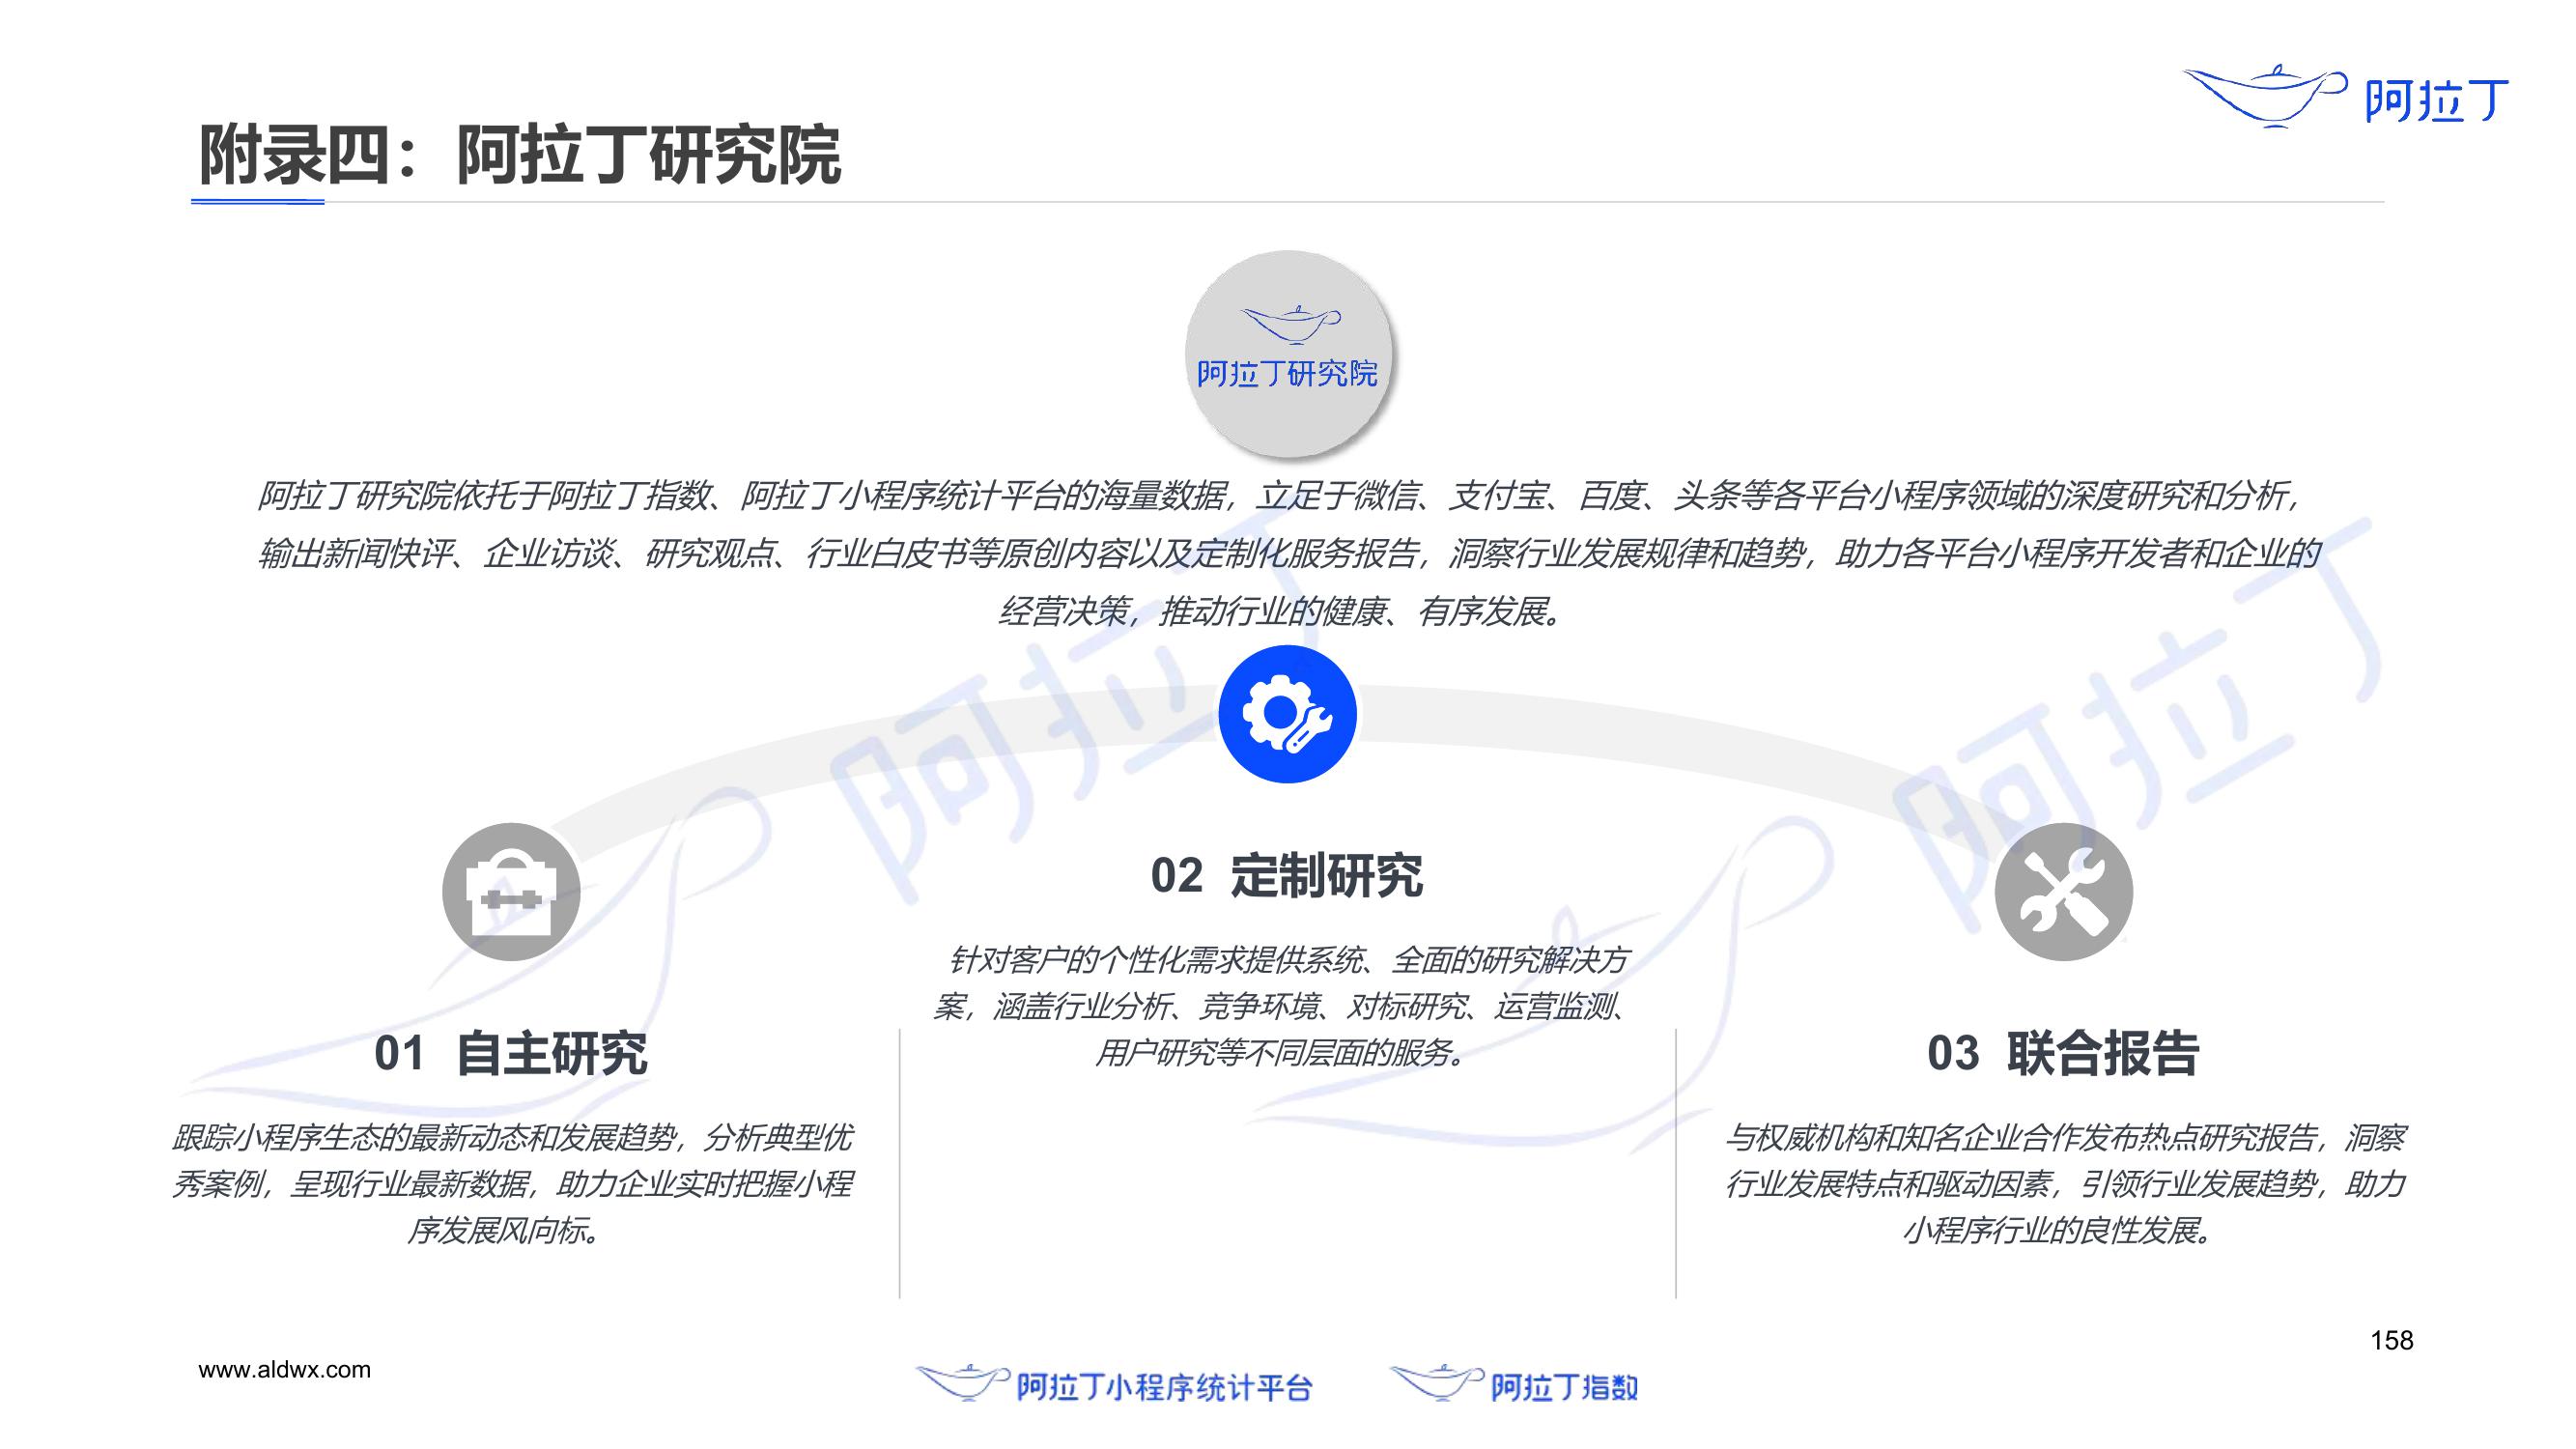 阿拉丁
附录四：阿拉丁研究院
阿拉丁研究院
阿拉丁研究院依托于阿拉丁指数、阿拉丁小程序统计平台的海量数据，立足于微信、支付宝、百度、头条等各平台小程序领域的深度研究和分析，
输出新闻快评、企业访谈、研究观点、行业白皮书等原创内容以及定制化服务报告，洞察行业发展规律和趋势，助力各平台小程序开发者和企业的
经营决策，推动行业的健康、有序发展。
01 自主研究
跟踪小程序生态的最新动态和发展趋势，分析典型优
秀案例，呈现行业最新数据，助力企业实时把握小程
序发展风向标。
02 定制研究
针对客户的个性化需求提供系统、全面的研究解决方
案，涵盖行业分析、竞争环境、对标研究、运营监测、
用户研究等不同层面的服务。
03 联合报告
与权威机构和知名企业合作发布热点研究报告，洞察
行业发展特点和驱动因素，引领行业发展趋势，助力
小程序行业的良性发展。
阿拉丁
阿拉丁
158
www.aldwx.com
阿拉丁小程序统计平台
阿拉丁指数